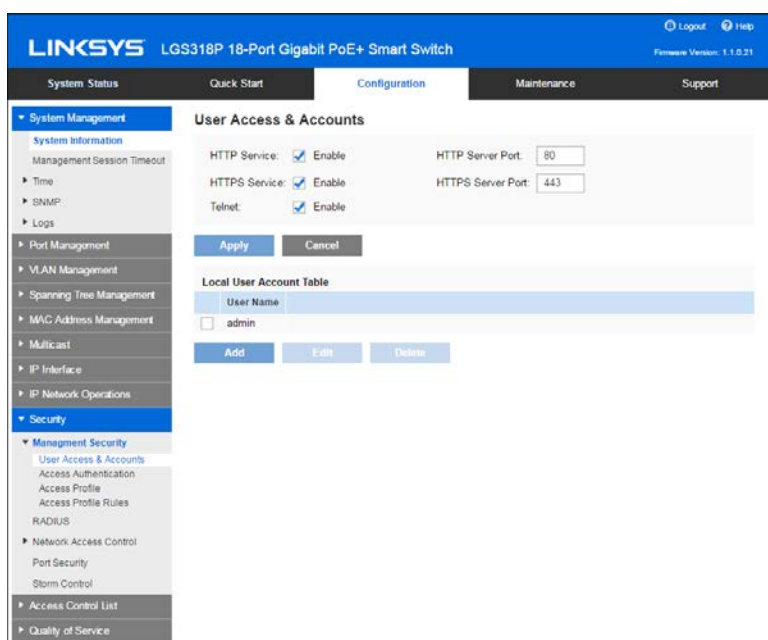 Logout Help
LINKSYS LGS318P 18-Port Gigabit PoE+ Smart Switch
Firmware Version: 1.1.0.21
System Status Quick Start Configuration Maintenance Support
System Management
System Information
Management Session Timeout
Time
SNMP
Logs
Port Management
VLAN Management
Spanning Tree Management
MAC Address Management
Multicast
IP Interface
IP Network Operations
Security
Managment Security
User Access & Accounts
Access Authentication
Access Profile
Access Profile Rules
RADIUS
Network Access Control
Port Security
Storm Control
Access Control List
Quality of Service
User Access & Accounts
HTTP Service: Enable HTTP Server Port: 80
HTTPS Service: Enable HTTPS Server Port: 443
Telnet: Enable
Apply Cancel
Local User Account Table
User Name
admin
Add Edit Delete